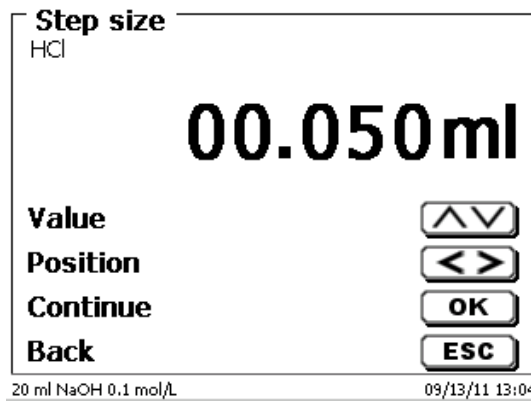 Step size
HCl
00.050ml
Value
Position
Continue OK
Back ESC
20 ml NaOH 0.1 mol/L 09/13/11 13:04